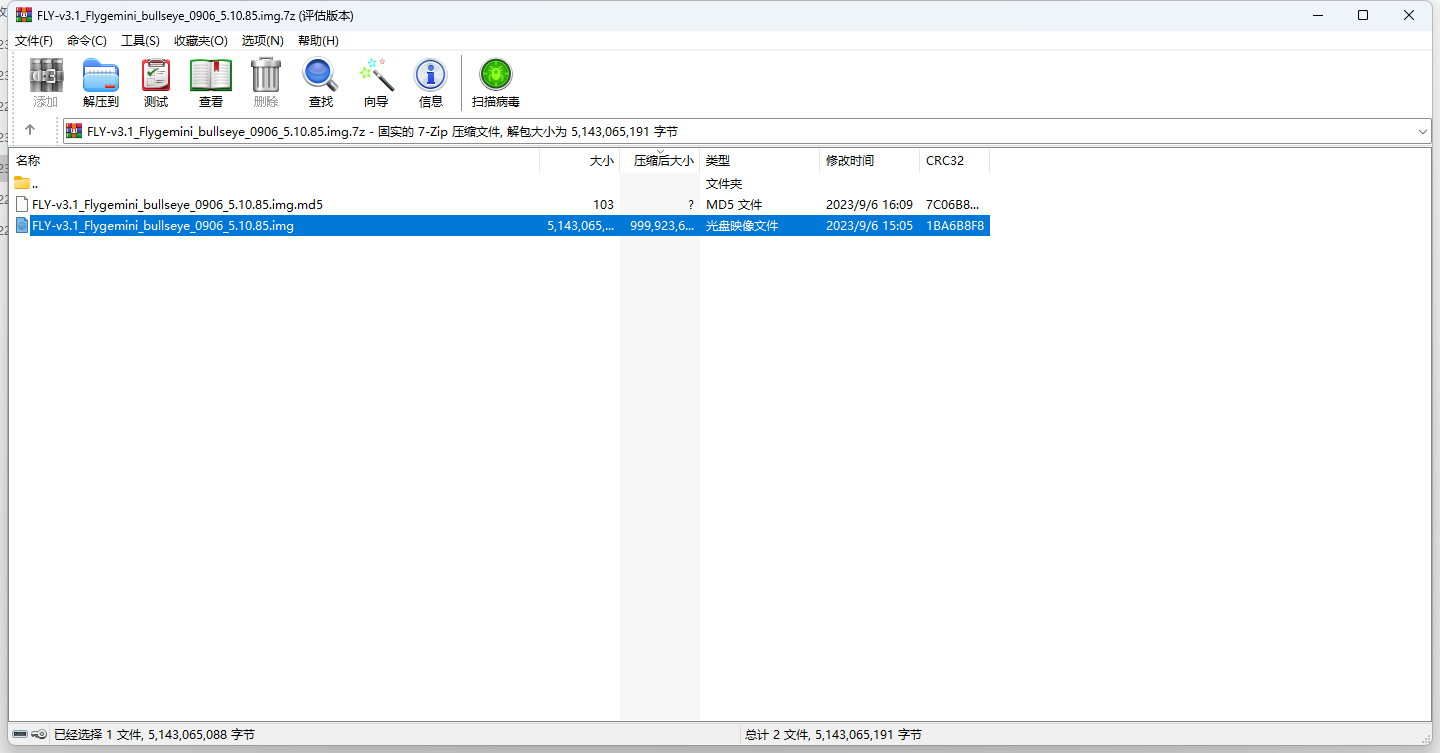 FLY-v3.1_Flygemini_bullseye_0906_5.10.85.img.7z (评估版本)
文件(F) 命令(C) 工具(S) 收藏夹(O) 选项(N) 帮助(H)
添加 解压到 测试 查看 删除 查找 向导 信息 扫描病毒
FLY-v3.1_Flygemini_bullseye_0906_5.10.85.img.7z - 固实的 7-Zip 压缩文件, 解包大小为 5,143,065,191 字节
名称 大小 压缩后大小 类型 修改时间 CRC32
.. 文件夹
FLY-v3.1_Flygemini_bullseye_0906_5.10.85.img.md5 103 ? MD5 文件 2023/9/6 16:09 7C06B8...
FLY-v3.1_Flygemini_bullseye_0906_5.10.85.img 5,143,065,... 999,923,6... 光盘映像文件 2023/9/6 15:05 1BA6B8F8
已经选择 1 文件, 5,143,065,088 字节 总计 2 文件, 5,143,065,191 字节